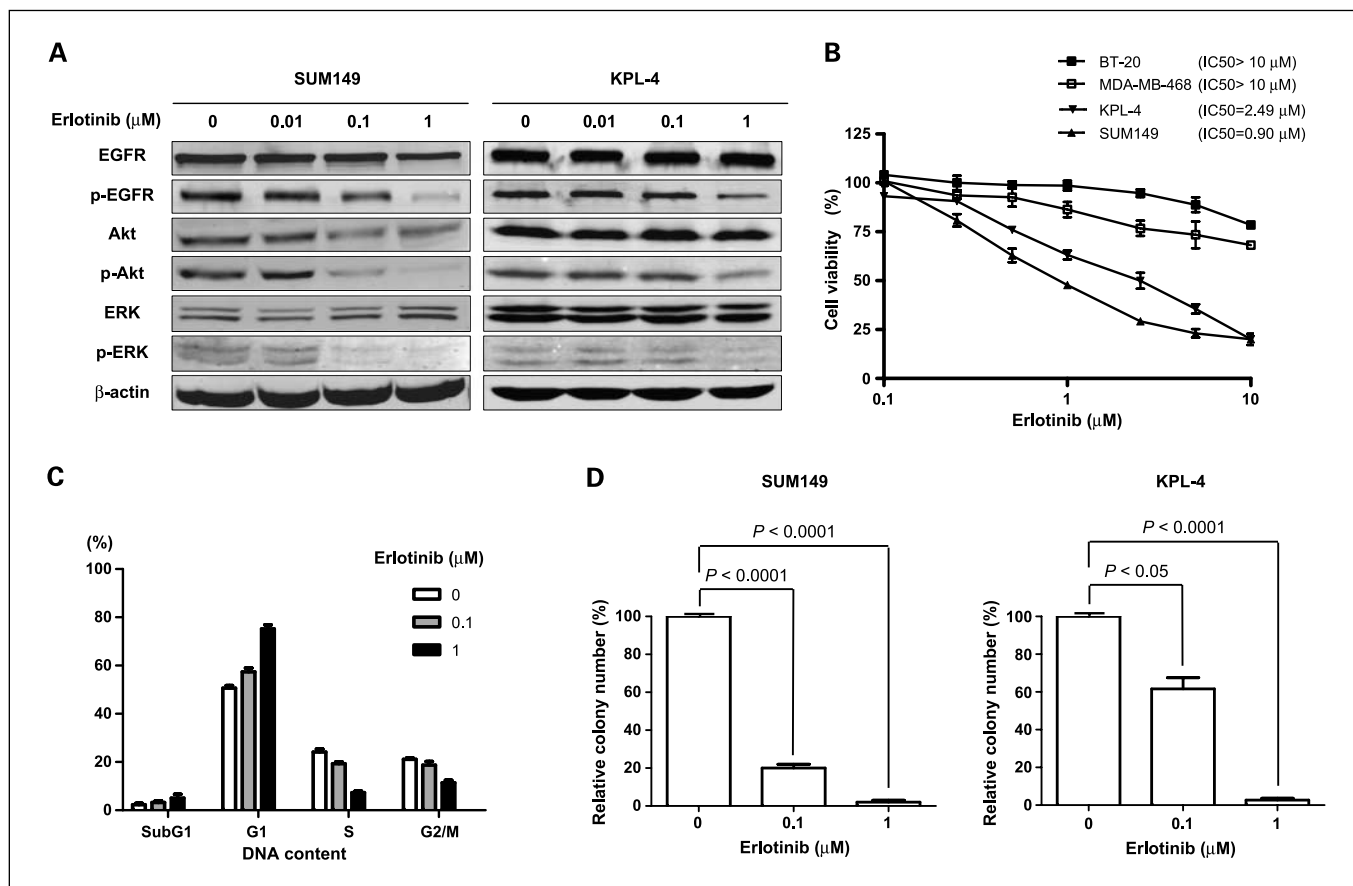 A
SUM149 KPL-4
Erlotinib (μM) 0 0.01 0.1 1 0 0.01 0.1 1
EGFR
p-EGFR
Akt
p-Akt
ERK
p-ERK
β-actin
B
BT-20 (IC50> 10 μM)
MDA-MB-468 (IC50> 10 μM)
KPL-4 (IC50=2.49 μM)
SUM149 (IC50=0.90 μM)
Cell viability (%)
125
100
75
50
25
0
0.1 1 10
Erlotinib (μM)
C
(%)
Erlotinib (μM)
0
0.1
1
100
80
60
40
20
0
SubG1 G1 S G2/M
DNA content
D
SUM149
P < 0.0001
P < 0.0001
Relative colony number (%)
100
80
60
40
20
0
0 0.1 1
Erlotinib (μM)
KPL-4
P < 0.0001
P < 0.05
Relative colony number (%)
100
80
60
40
20
0
0 0.1 1
Erlotinib (μM)